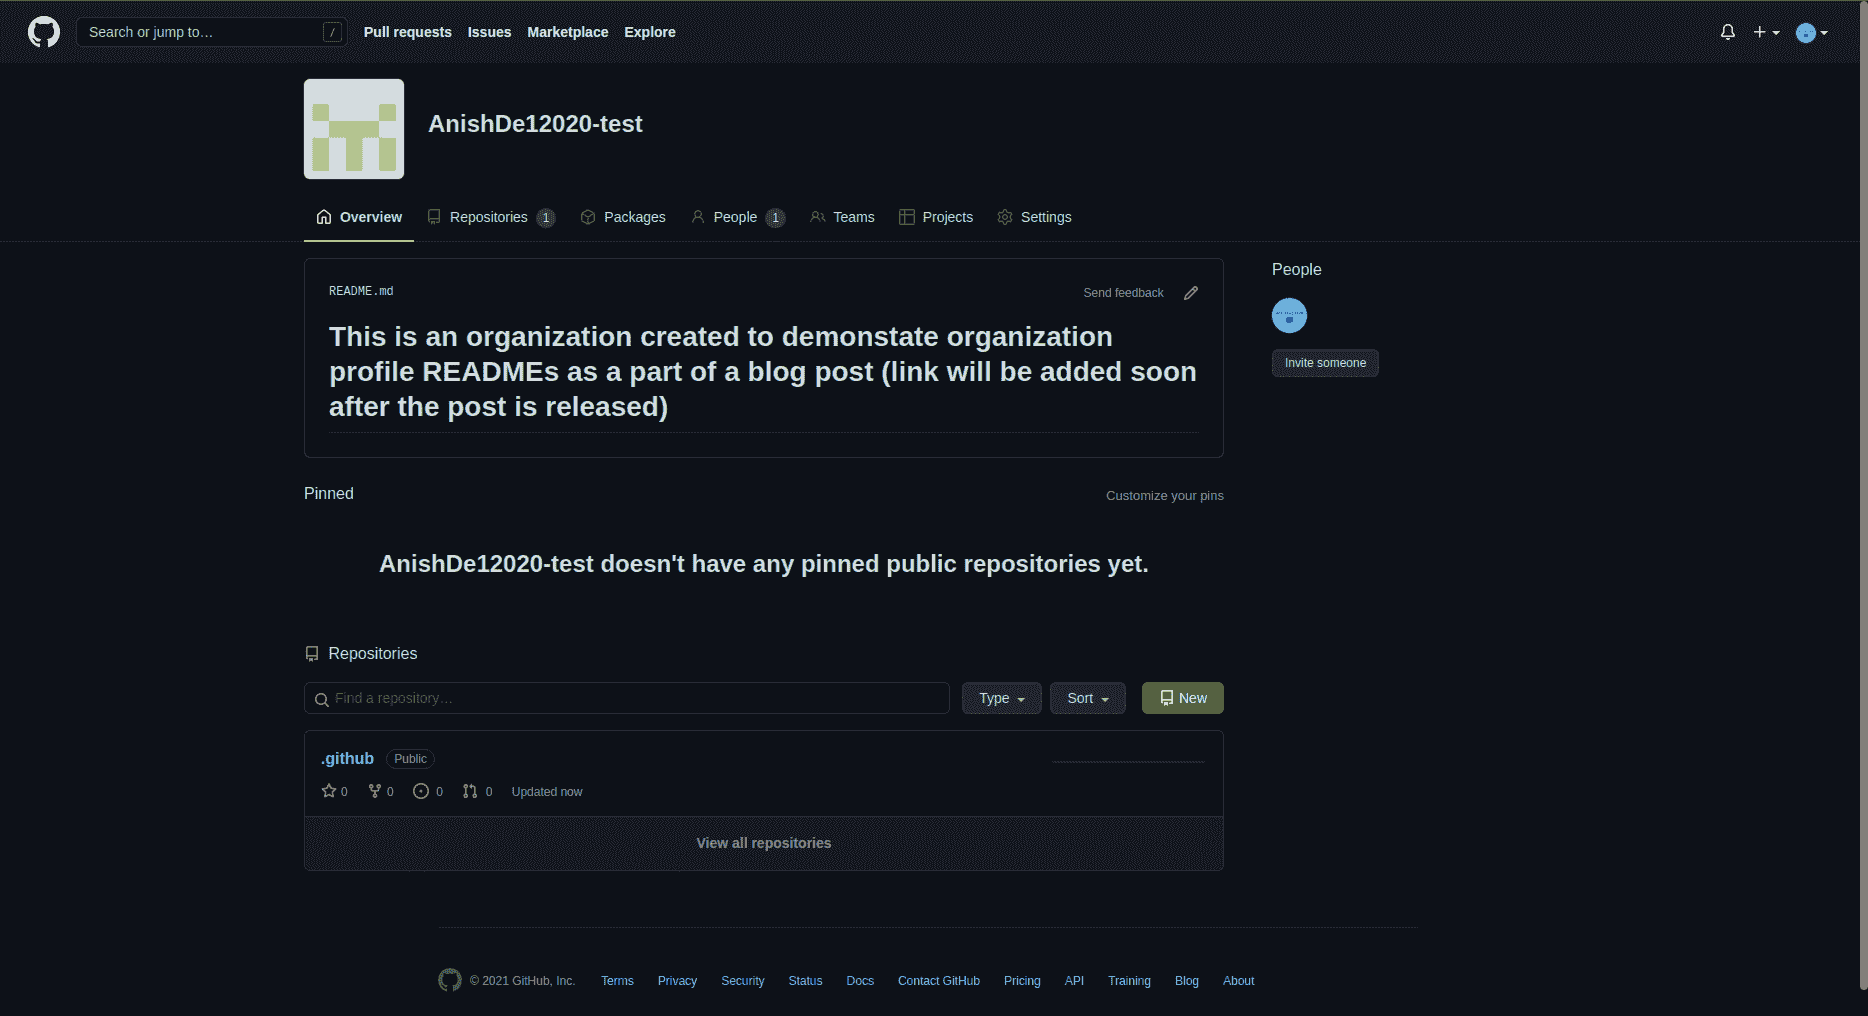 Search or jump to… /
Pull requests Issues Marketplace Explore
AnishDe12020-test
Overview Repositories 1 Packages People 1 Teams Projects Settings
README.md
Send feedback
This is an organization created to demonstate organization
profile READMEs as a part of a blog post (link will be added soon
after the post is released)
People
Invite someone
Pinned
Customize your pins
AnishDe12020-test doesn't have any pinned public repositories yet.
Repositories
Find a repository…
Type Sort New
.github Public
0 0 0 0 Updated now
View all repositories
© 2021 GitHub, Inc. Terms Privacy Security Status Docs Contact GitHub Pricing API Training Blog About